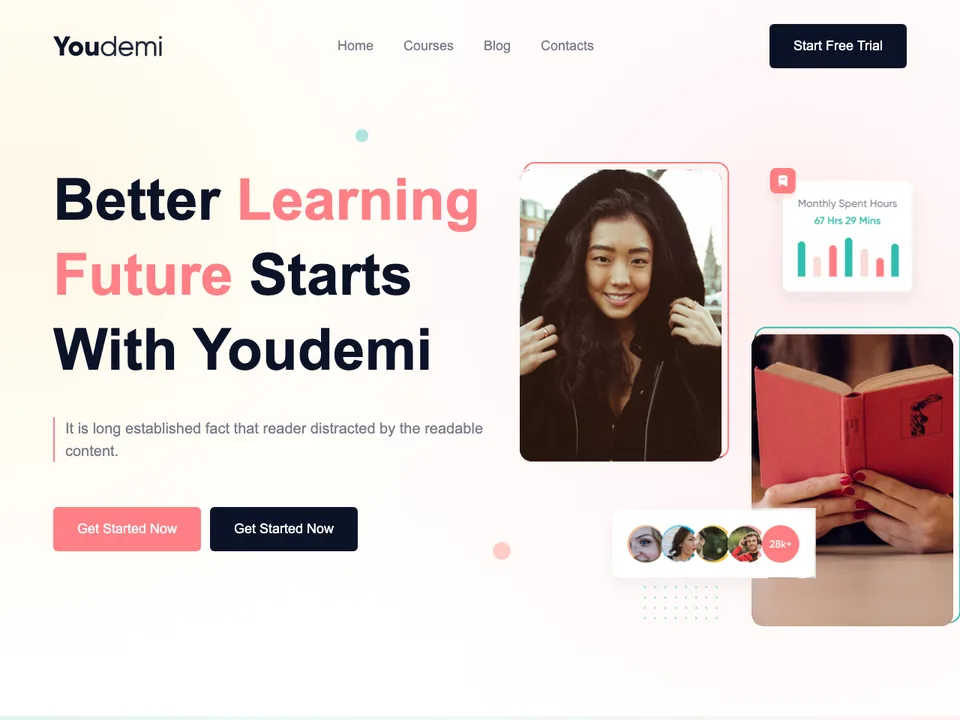 Youdemi
Home
Courses
Blog
Contacts
Start Free Trial
Better Learning
Future Starts
With Youdemi
It is long established fact that reader distracted by the readable
content.
Get Started Now
Get Started Now
Monthly Spent Hours
67 Hrs 29 Mins
28k+